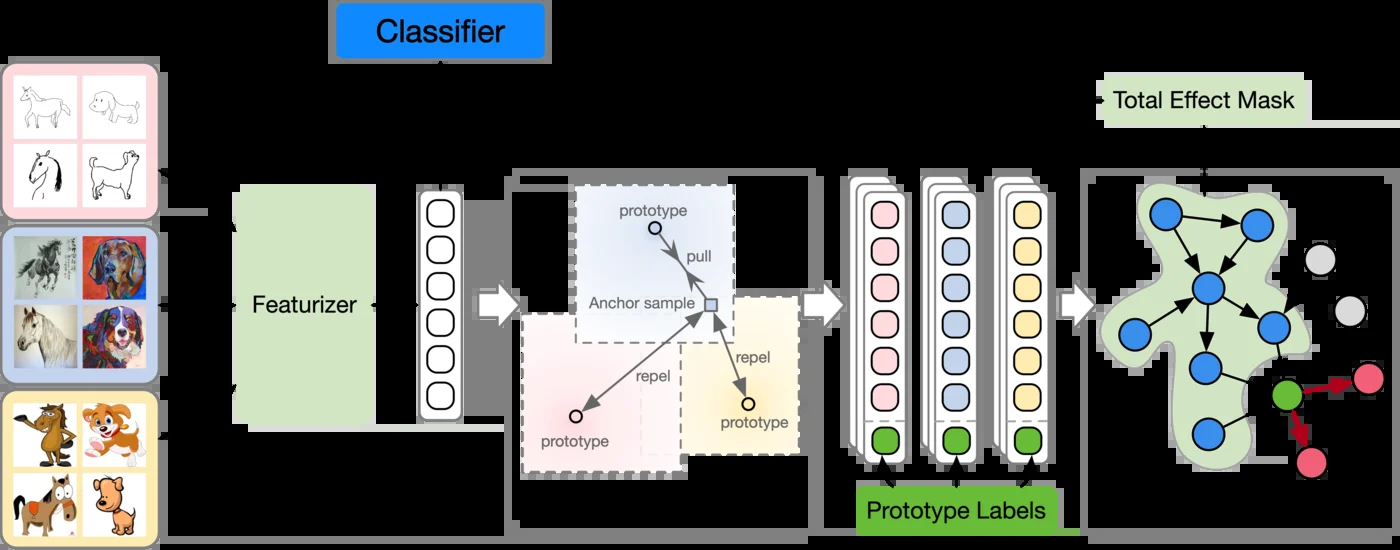 Classifier
Total Effect Mask
Featurizer
prototype
pull
Anchor sample
repel
repel
prototype
prototype
Prototype Labels